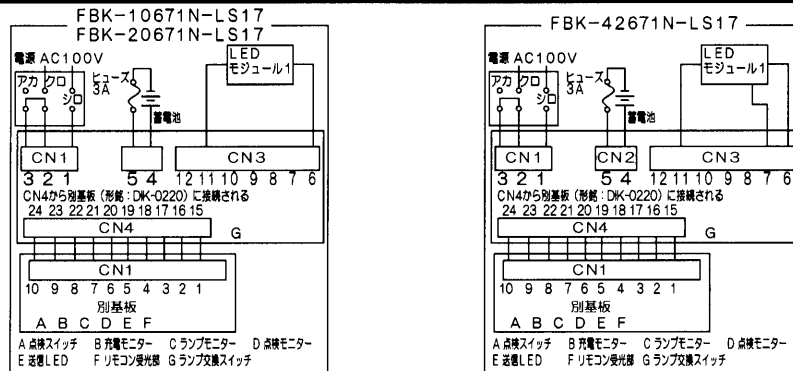 FBK-10671N-LS17
FBK-20671N-LS17
電源 AC100V
アカ クロ
シロ
ヒューズ
3A
蓄電池
LED
モジュール1
CN1
CN3
3 2 1
5 4
12 11 10 9 8 7 6
CN4から別基板(形銘:DIK-0220)に接続される
24 23 22 21 20 19 18 17 16 15
CN4
G
CN1
10 9 8 7 6 5 4 3 2 1
別基板
A B C D E F
A 点検スイッチ B 充電モニター C ランプモニター D 点検モニター
E 送信LED F リモコン受光部 G ランプ交換スイッチ
FBK-42671N-LS17
電源 AC100V
アカ クロ
シロ
ヒューズ
3A
蓄電池
LED
モジュール1
CN1
CN2
CN3
3 2 1
5 4
12 11 10 9 8 7 6
CN4から別基板(形銘:DIK-0220)に接続される
24 23 22 21 20 19 18 17 16 15
CN4
G
CN1
10 9 8 7 6 5 4 3 2 1
別基板
A B C D E F
A 点検スイッチ B 充電モニター C ランプモニター D 点検モニター
E 送信LED F リモコン受光部 G ランプ交換スイッチ